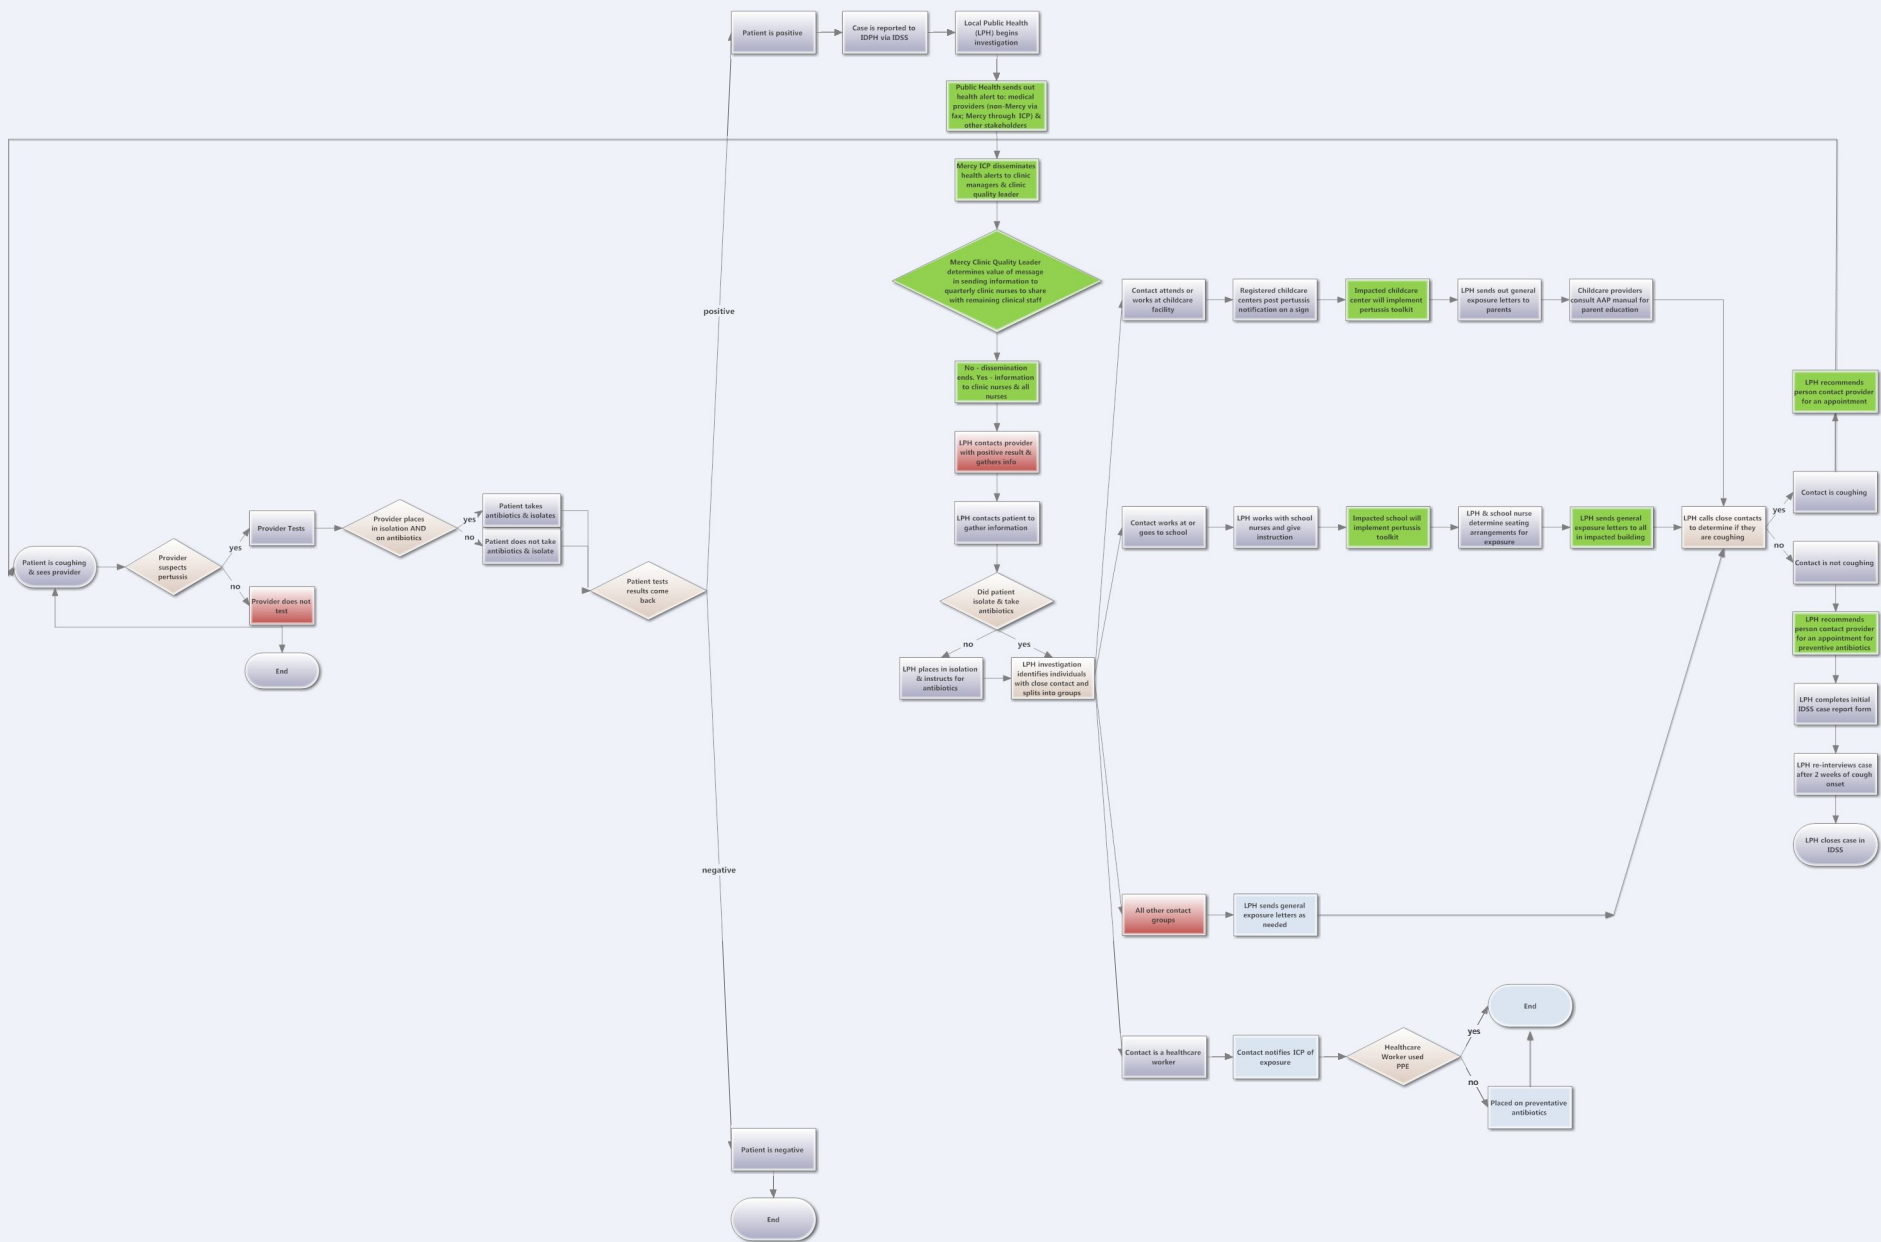 Patient is positive
Case is reported to
IDPH via IDSS
Local Public Health
(LPH) begins
investigation
Public Health sends out
health alert to: medical
providers (non-Mercy via
fax; Mercy through ICP) &
other stakeholders
Mercy ICP disseminates
health alerts to clinic
managers & clinic
quality leader
Mercy Clinic Quality Leader
determines value of message
in sending information to
quarterly clinic nurses to share
with remaining clinical staff
No - dissemination
ends. Yes - information
to clinic nurses & all
nurses
LPH contacts provider
with positive result &
gathers info
LPH contacts patient to
gather information
Did patient
isolate & take
antibiotics
no
yes
LPH places in isolation
& instructs for
antibiotics
LPH investigation
identifies individuals
with close contact and
splits into groups
positive
negative
Patient is coughing
& sees provider
Provider
suspects
pertussis
yes
no
Provider Tests
Provider does not
test
End
Provider places
in isolation AND
on antibiotics
yes
no
Patient takes
antibiotics & isolates
Patient does not take
antibiotics & isolate
Patient tests
results come
back
Patient is negative
End
Contact attends or
works at childcare
facility
Registered childcare
centers post pertussis
notification on a sign
Impacted childcare
center will implement
pertussis toolkit
LPH sends out general
exposure letters to
parents
Childcare providers
consult AAP manual for
parent education
Contact works at or
goes to school
LPH works with school
nurses and give
instruction
Impacted school will
implement pertussis
toolkit
LPH & school nurse
determine seating
arrangements for
exposure
LPH sends general
exposure letters to all
in impacted building
LPH calls close contacts
to determine if they
are coughing
yes
no
LPH recommends
person contact provider
for an appointment
Contact is coughing
Contact is not coughing
LPH recommends
person contact provider
for an appointment for
preventive antibiotics
LPH completes initial
IDSS case report form
LPH re-interviews case
after 2 weeks of cough
onset
LPH closes case in
IDSS
All other contact
groups
LPH sends general
exposure letters as
needed
Contact is a healthcare
worker
Contact notifies ICP of
exposure
Healthcare
Worker used
PPE
yes
no
End
Placed on preventative
antibiotics